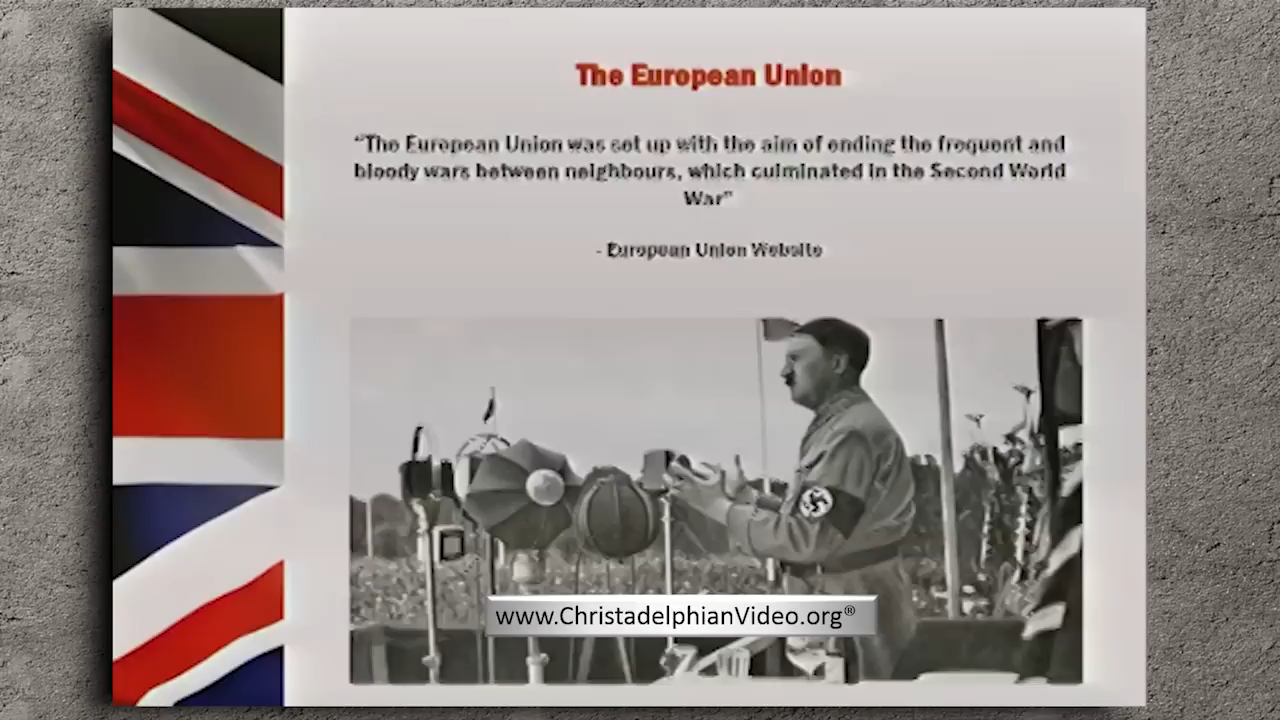 The European Union
“The European Union was set up with the aim of ending the frequent and
bloody wars between neighbours, which culminated in the Second World
War”
- European Union Website
www.ChristadelphianVideo.org®